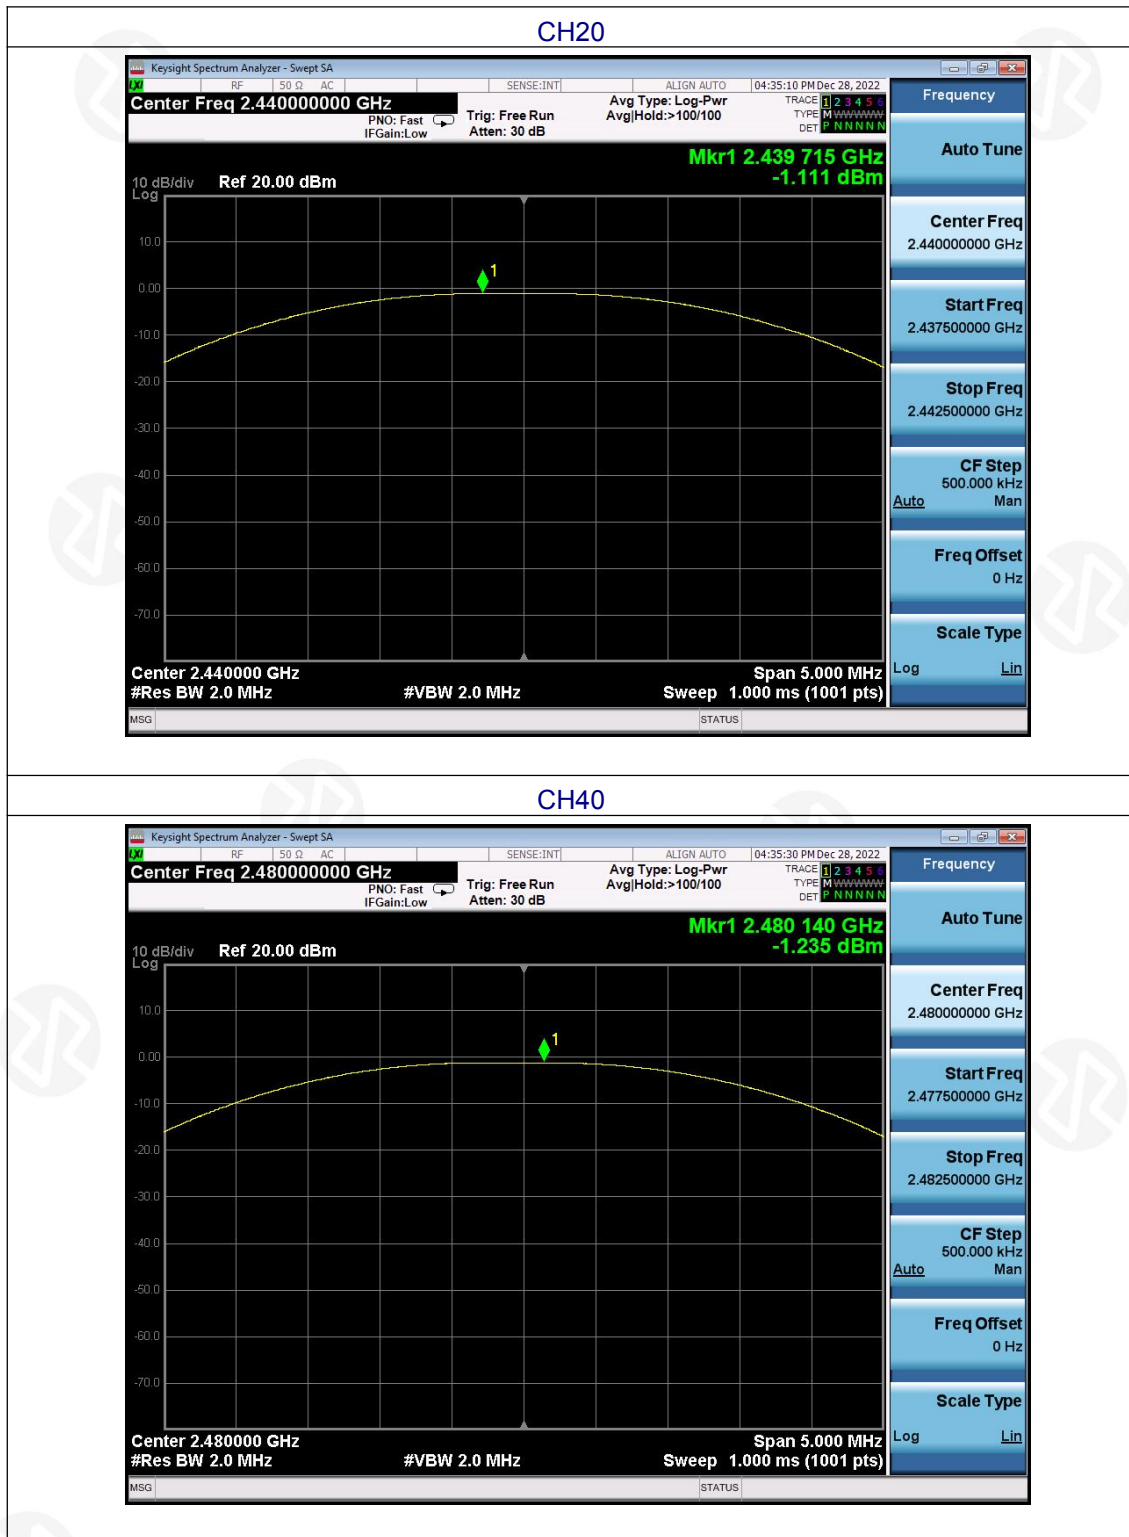 CH20
Keysight Spectrum Analyzer - Swept SA
LXI RF 50 Ω AC SENSE:INT ALIGN AUTO 04:35:10 PM Dec 28, 2022
Center Freq 2.440000000 GHz
PNO: Fast
IFGain:Low
Trig: Free Run
Atten: 30 dB
Avg Type: Log-Pwr
Avg|Hold:>100/100
TRACE 1 2 3 4 5 6
TYPE M WWWWW
DET P N N N N N
Mkr1 2.439 715 GHz
-1.111 dBm
10 dB/div Ref 20.00 dBm
Log
10.0
1
0.00
-10.0
-20.0
-30.0
-40.0
-50.0
-60.0
-70.0
Center 2.440000 GHz Span 5.000 MHz
#Res BW 2.0 MHz #VBW 2.0 MHz Sweep 1.000 ms (1001 pts)
MSG STATUS
Frequency
Auto Tune
Center Freq
2.440000000 GHz
Start Freq
2.437500000 GHz
Stop Freq
2.442500000 GHz
CF Step
500.000 kHz
Auto Man
Freq Offset
0 Hz
Scale Type
Log Lin
CH40
Keysight Spectrum Analyzer - Swept SA
LXI RF 50 Ω AC SENSE:INT ALIGN AUTO 04:35:30 PM Dec 28, 2022
Center Freq 2.480000000 GHz
PNO: Fast
IFGain:Low
Trig: Free Run
Atten: 30 dB
Avg Type: Log-Pwr
Avg|Hold:>100/100
TRACE 1 2 3 4 5 6
TYPE M WWWWW
DET P N N N N N
Mkr1 2.480 140 GHz
-1.235 dBm
10 dB/div Ref 20.00 dBm
Log
10.0
1
0.00
-10.0
-20.0
-30.0
-40.0
-50.0
-60.0
-70.0
Center 2.480000 GHz Span 5.000 MHz
#Res BW 2.0 MHz #VBW 2.0 MHz Sweep 1.000 ms (1001 pts)
MSG STATUS
Frequency
Auto Tune
Center Freq
2.480000000 GHz
Start Freq
2.477500000 GHz
Stop Freq
2.482500000 GHz
CF Step
500.000 kHz
Auto Man
Freq Offset
0 Hz
Scale Type
Log Lin